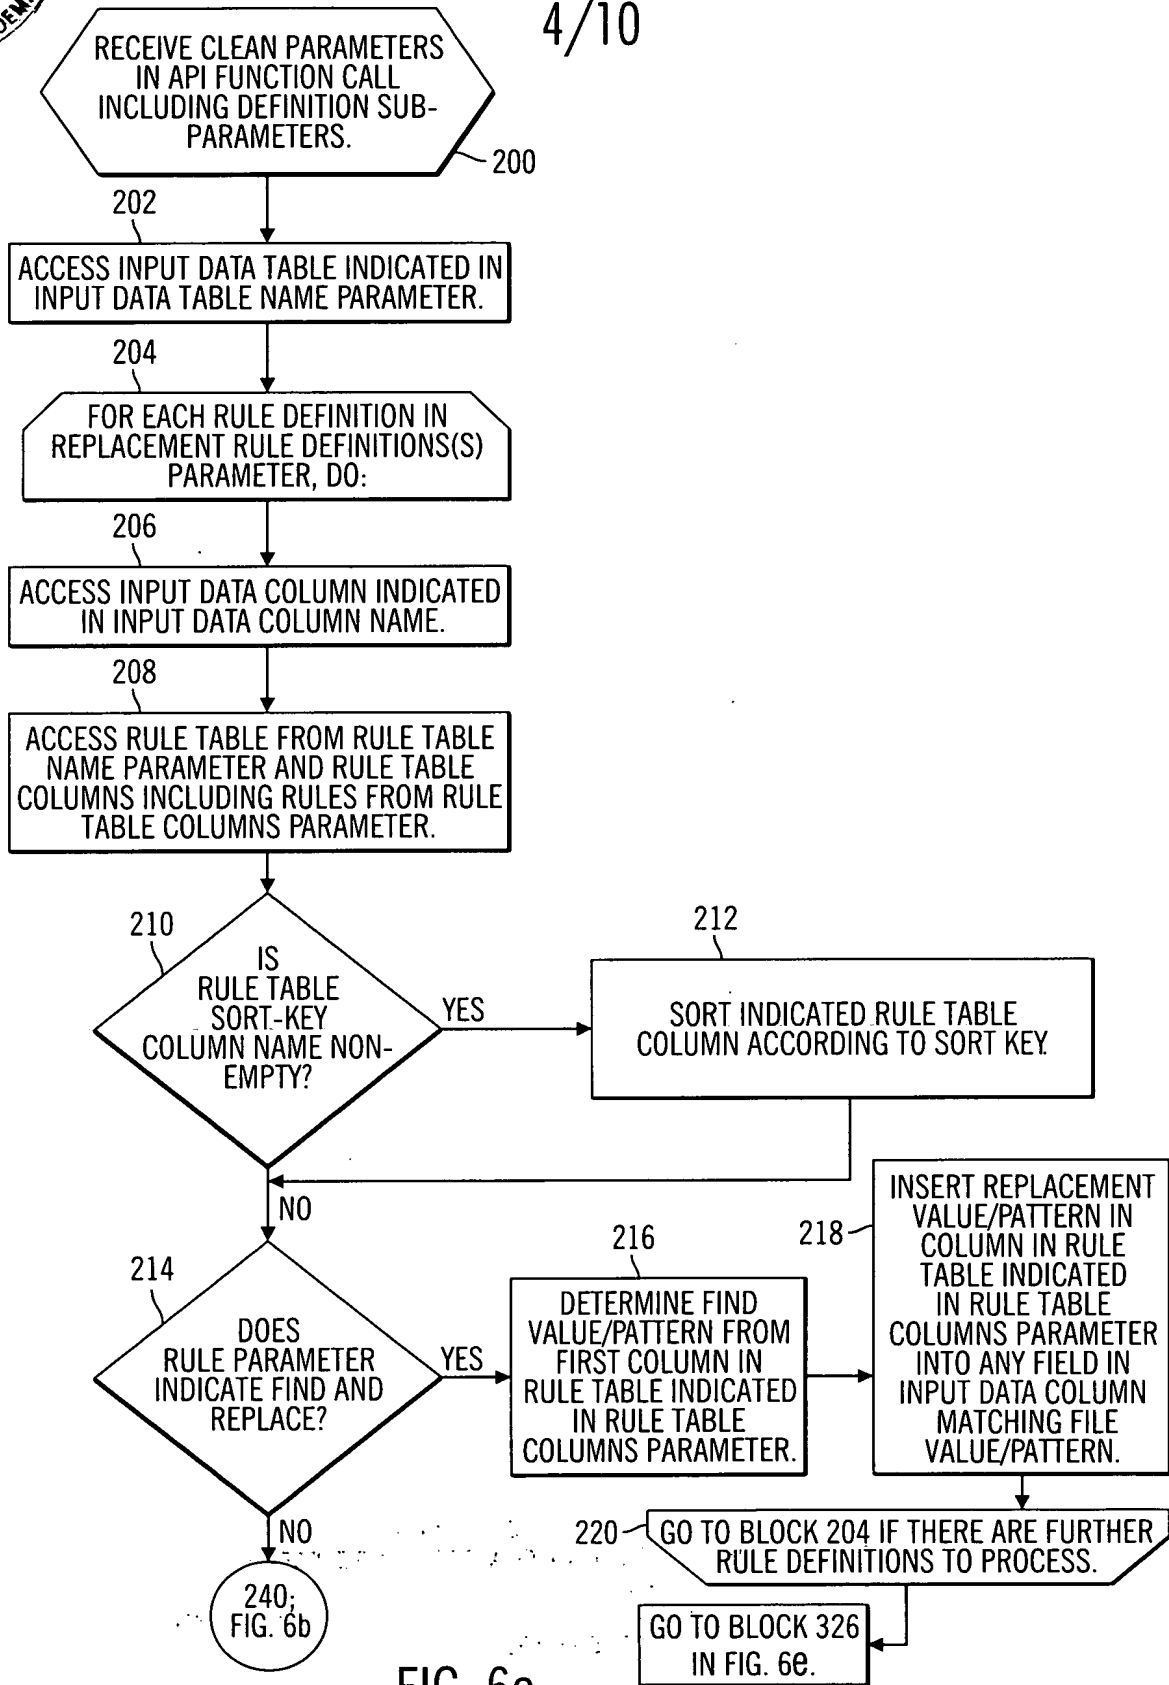 4/10
RECEIVE CLEAN PARAMETERS
IN API FUNCTION CALL
INCLUDING DEFINITION SUB-
PARAMETERS.
200
202
ACCESS INPUT DATA TABLE INDICATED IN
INPUT DATA TABLE NAME PARAMETER.
204
FOR EACH RULE DEFINITION IN
REPLACEMENT RULE DEFINITIONS(S)
PARAMETER, DO:
206
ACCESS INPUT DATA COLUMN INDICATED
IN INPUT DATA COLUMN NAME.
208
ACCESS RULE TABLE FROM RULE TABLE
NAME PARAMETER AND RULE TABLE
COLUMNS INCLUDING RULES FROM RULE
TABLE COLUMNS PARAMETER.
210
IS
RULE TABLE
SORT-KEY
COLUMN NAME NON-
EMPTY?
YES
212
SORT INDICATED RULE TABLE
COLUMN ACCORDING TO SORT KEY.
NO
214
DOES
RULE PARAMETER
INDICATE FIND AND
REPLACE?
YES
216
DETERMINE FIND
VALUE/PATTERN FROM
FIRST COLUMN IN
RULE TABLE INDICATED
IN RULE TABLE
COLUMNS PARAMETER.
218
INSERT REPLACEMENT
VALUE/PATTERN IN
COLUMN IN RULE
TABLE INDICATED
IN RULE TABLE
COLUMNS PARAMETER
INTO ANY FIELD IN
INPUT DATA COLUMN
MATCHING FILE
VALUE/PATTERN.
NO
240;
FIG. 6b
220
GO TO BLOCK 204 IF THERE ARE FURTHER
RULE DEFINITIONS TO PROCESS.
GO TO BLOCK 326
IN FIG. 6e.
FIG.